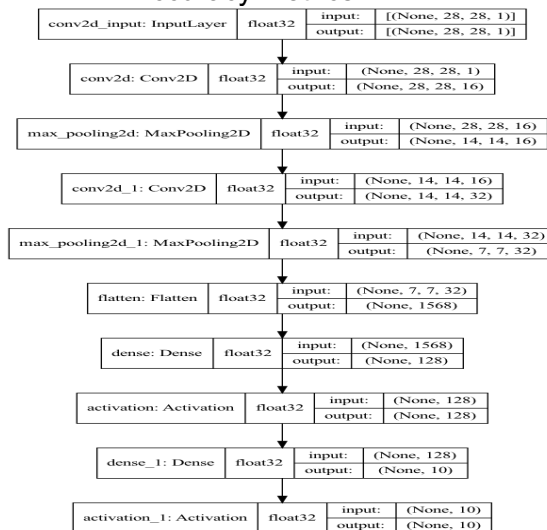 conv2d_input: InputLayer float32 input: [(None, 28, 28, 1)]
output: [(None, 28, 28, 1)]
conv2d: Conv2D float32 input: (None, 28, 28, 1)
output: (None, 28, 28, 16)
max_pooling2d: MaxPooling2D float32 input: (None, 28, 28, 16)
output: (None, 14, 14, 16)
conv2d_1: Conv2D float32 input: (None, 14, 14, 16)
output: (None, 14, 14, 32)
max_pooling2d_1: MaxPooling2D float32 input: (None, 14, 14, 32)
output: (None, 7, 7, 32)
flatten: Flatten float32 input: (None, 7, 7, 32)
output: (None, 1568)
dense: Dense float32 input: (None, 1568)
output: (None, 128)
activation: Activation float32 input: (None, 128)
output: (None, 128)
dense_1: Dense float32 input: (None, 128)
output: (None, 10)
activation_1: Activation float32 input: (None, 10)
output: (None, 10)